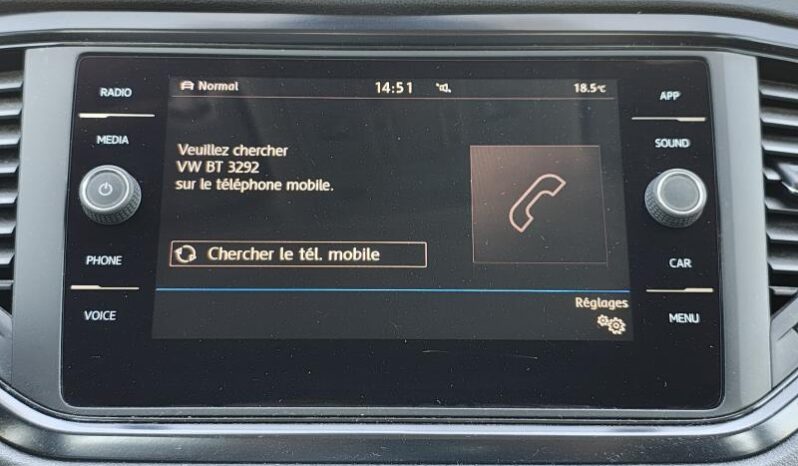 RADIO
MEDIA
PHONE
VOICE
Normal 14:51 18.5°C
Veuillez chercher
VW BT 3292
sur le téléphone mobile.
Chercher le tél. mobile
Réglages
APP
SOUND
CAR
MENU